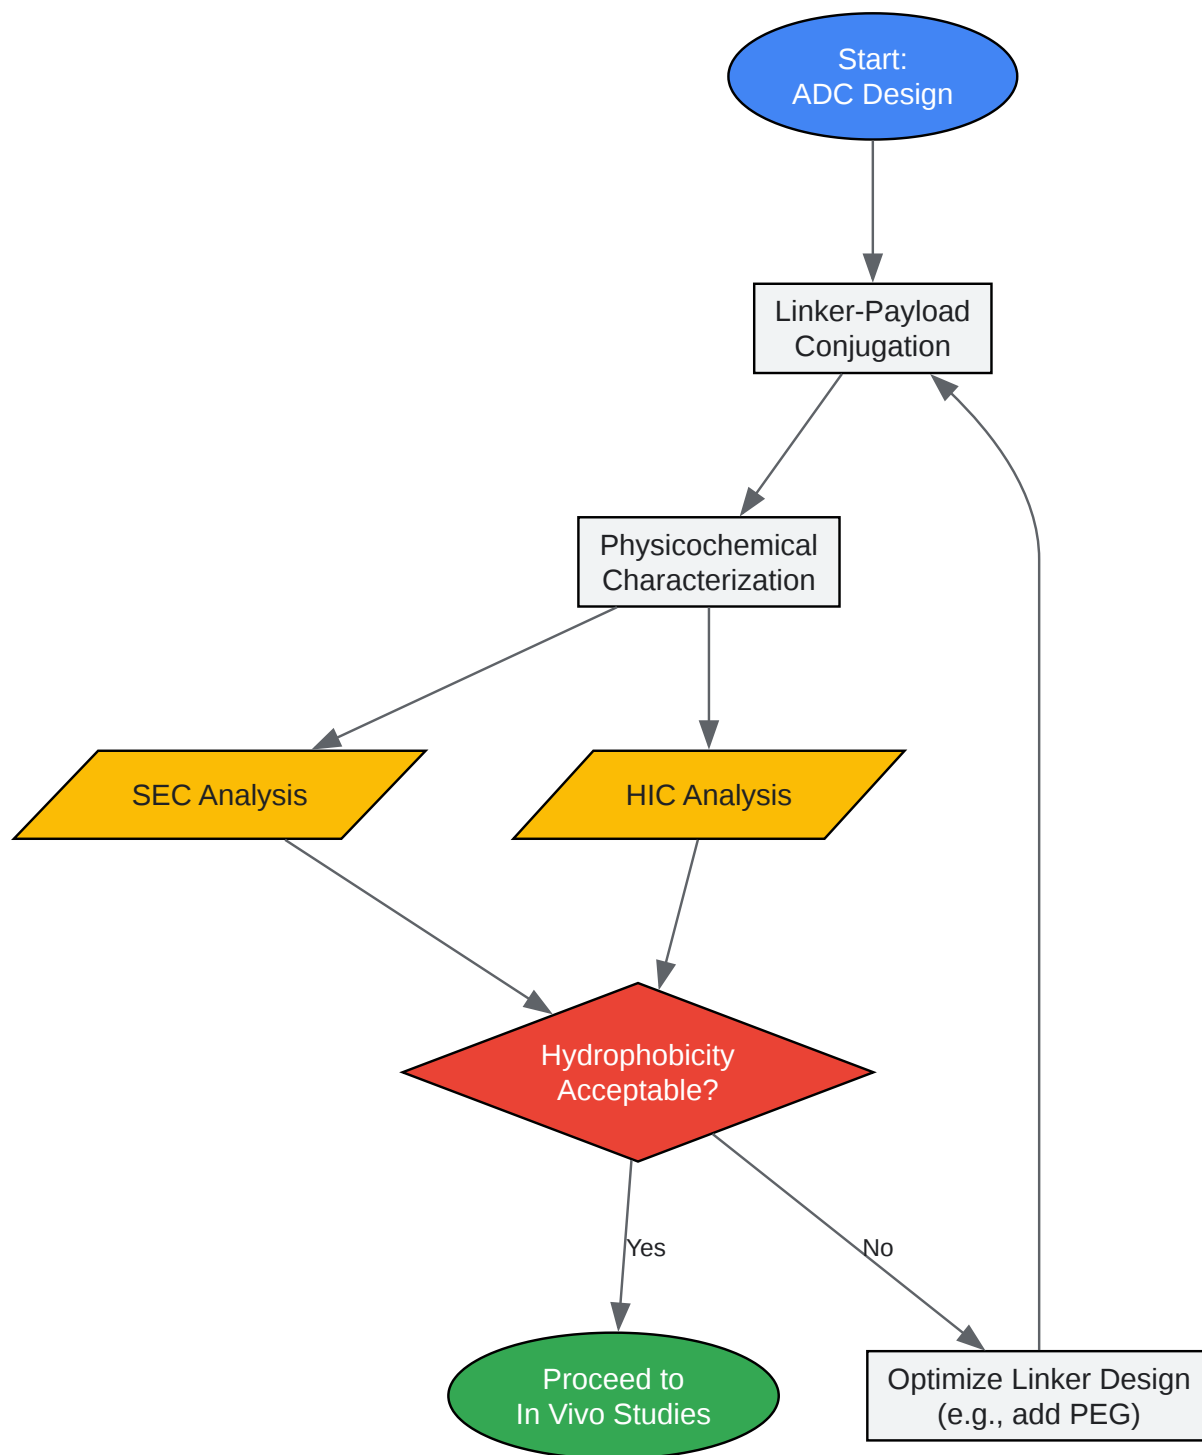 Start:
ADC Design
Linker-Payload
Conjugation
Physicochemical
Characterization
SEC Analysis
HIC Analysis
Hydrophobicity
Acceptable?
Yes
No
Proceed to
In Vivo Studies
Optimize Linker Design
(e.g., add PEG)